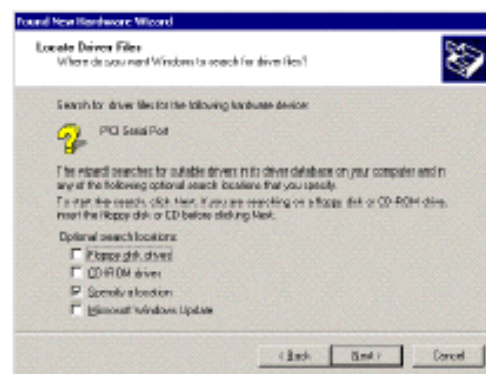 Found New Hardware Wizard
Locate Driver Files
Where do you want Windows to search for driver files?
Search for driver files for the following hardware device:
PCI Serial Port
The wizard searches for suitable drivers in its driver database on your computer and in
any of the following optional search locations that you specify.
To start the search, click Next. If you are searching on a floppy disk or CD-ROM drive,
insert the floppy disk or CD before clicking Next.
Optional search locations:
Floppy disk drives
CD-ROM drives
Specify a location
Microsoft Windows Update
< Back
Next >
Cancel